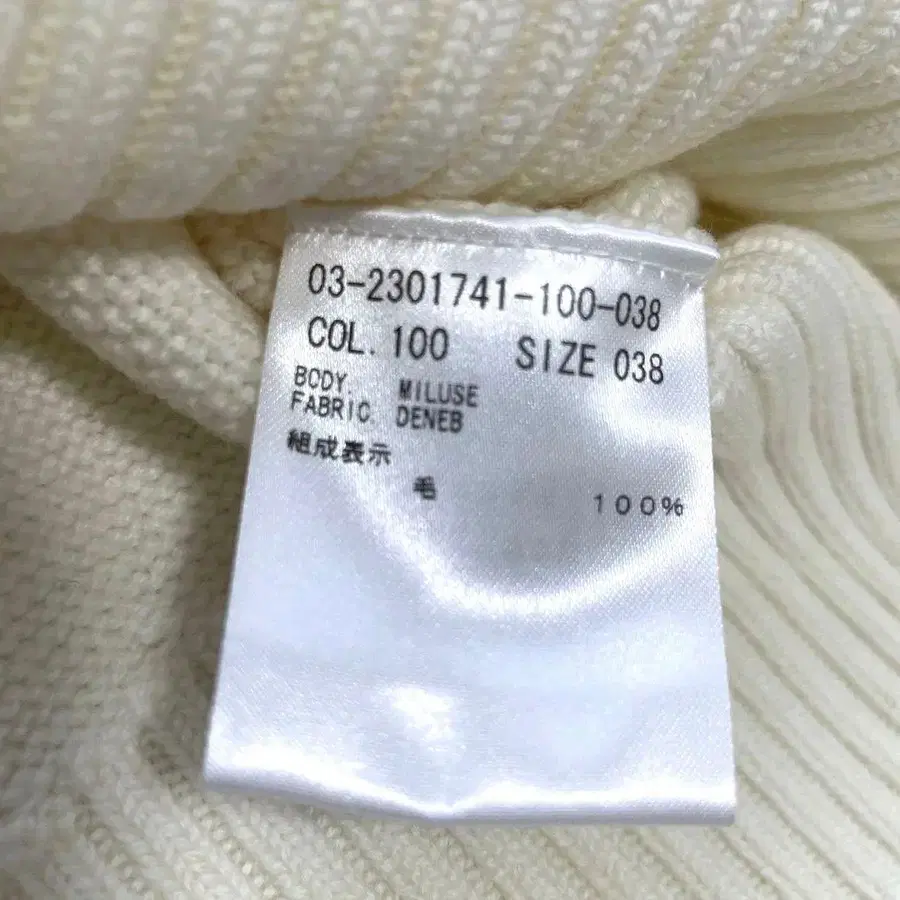 03-2301741-100-038
COL. 100 SIZE 038
BODY. MILUSE
FABRIC. DENEB
組成表示
毛 100%